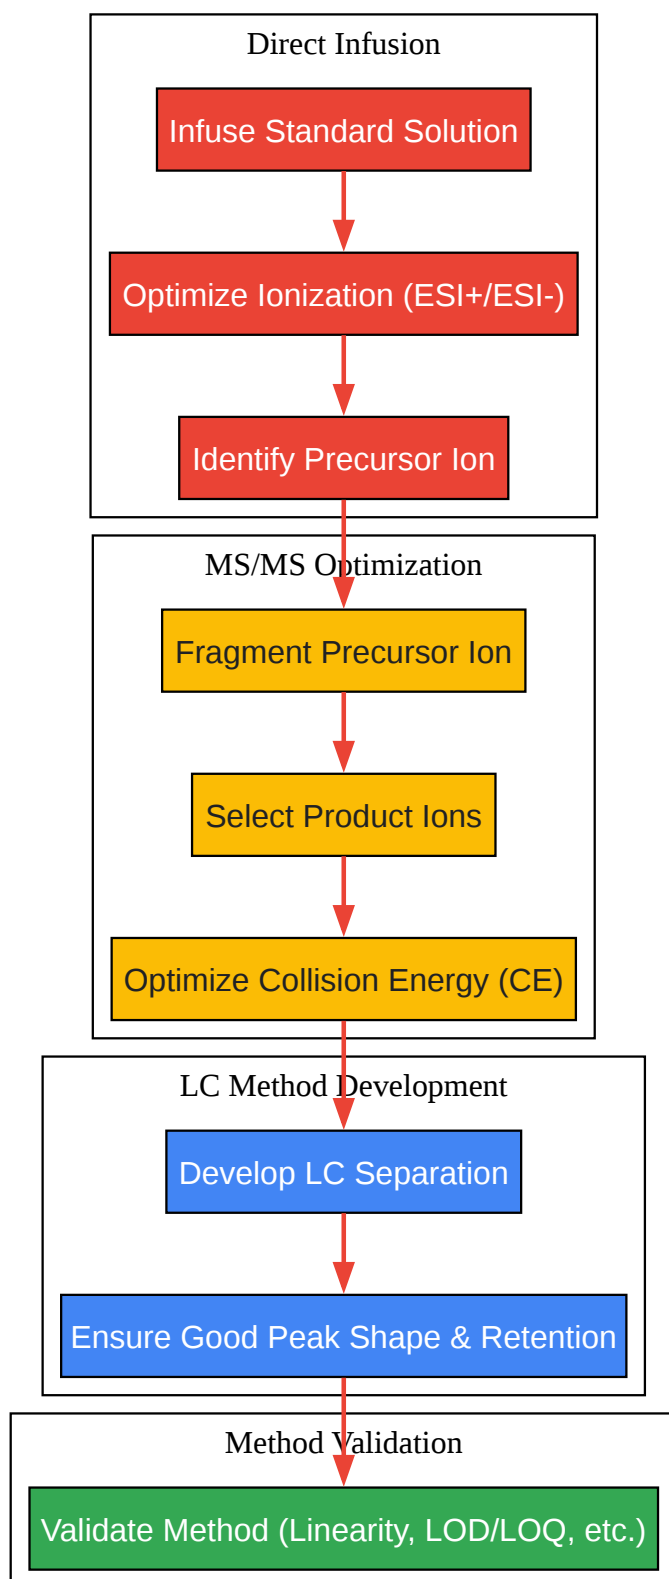 Direct Infusion
Infuse Standard Solution
Optimize Ionization (ESI+/ESI-)
Identify Precursor Ion
MS/MS Optimization
Fragment Precursor Ion
Select Product Ions
Optimize Collision Energy (CE)
LC Method Development
Develop LC Separation
Ensure Good Peak Shape & Retention
Method Validation
Validate Method (Linearity, LOD/LOQ, etc.)